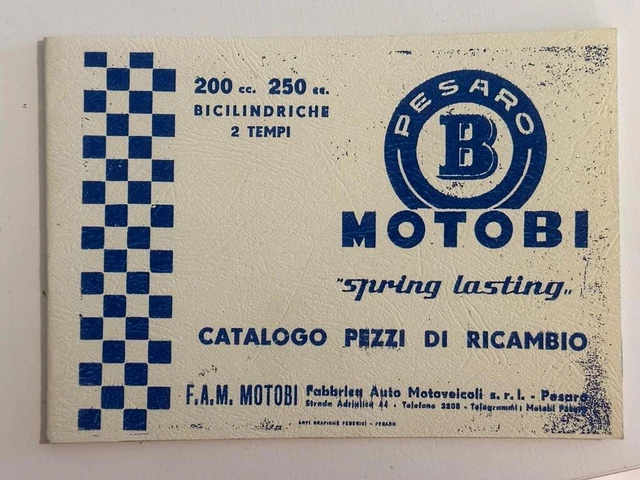 200 cc. 250 cc.
BICILINDRICHE
2 TEMPI
PESARO
B
MOTOBI
"spring lasting„
CATALOGO PEZZI DI RICAMBIO
F.A.M. MOTOBI Fabbrica Auto Motoveicoli s.r.l. - Pesaro
Strada Adriatica 44 - Telefono 3208 - Telegrammi: Motobi Pesaro
ARTI GRAFICHE FEDERICI - PESARO